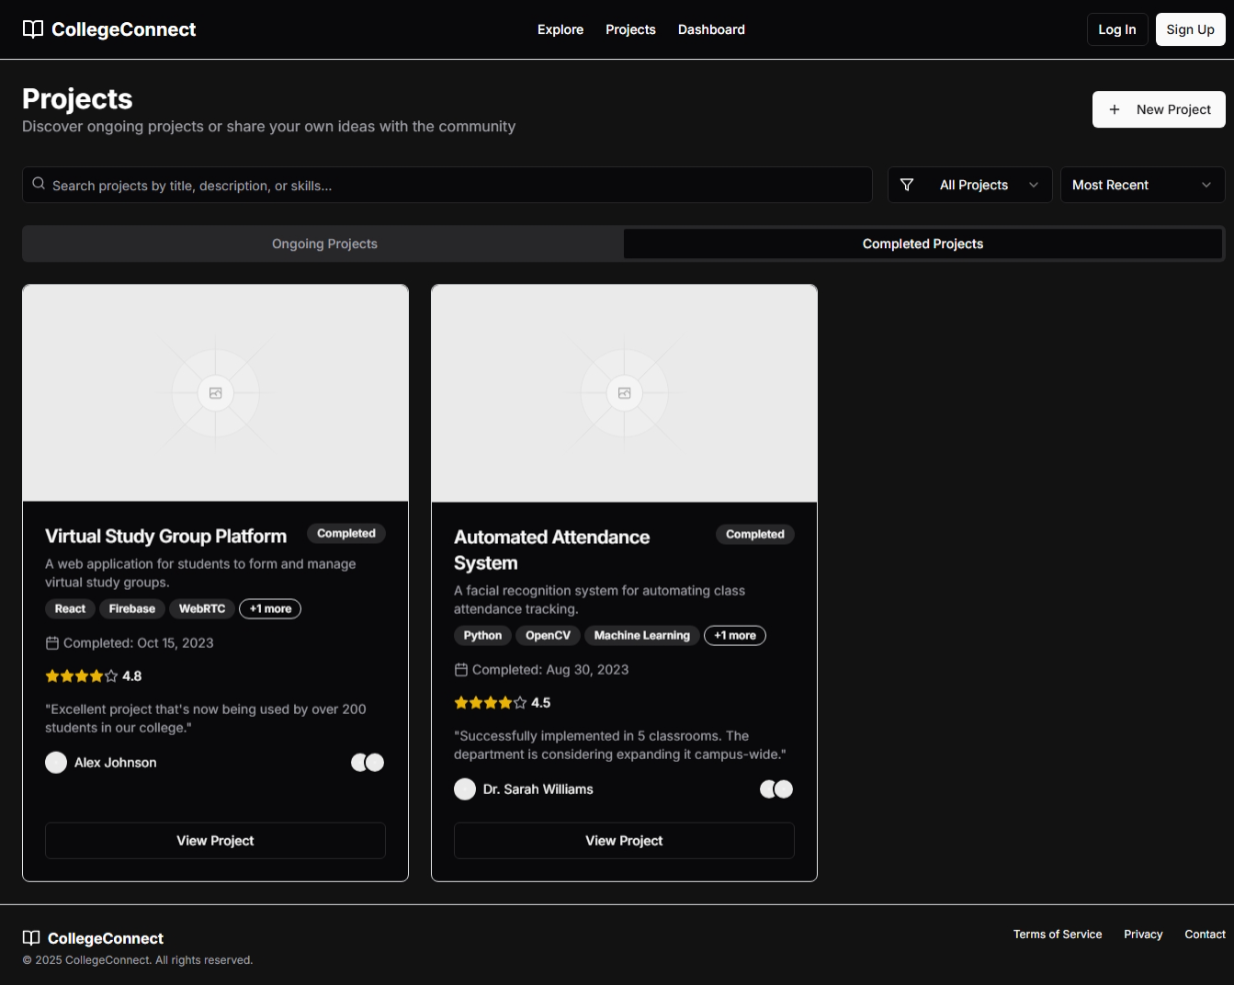 CollegeConnect
Explore Projects Dashboard
Log In Sign Up
Projects
Discover ongoing projects or share your own ideas with the community
+ New Project
Search projects by title, description, or skills...
All Projects
Most Recent
Ongoing Projects
Completed Projects
Virtual Study Group Platform
Completed
A web application for students to form and manage
virtual study groups.
React Firebase WebRTC +1 more
Completed: Oct 15, 2023
4.8
"Excellent project that's now being used by over 200
students in our college."
Alex Johnson
View Project
Automated Attendance
System
Completed
A facial recognition system for automating class
attendance tracking.
Python OpenCV Machine Learning +1 more
Completed: Aug 30, 2023
4.5
"Successfully implemented in 5 classrooms. The
department is considering expanding it campus-wide."
Dr. Sarah Williams
View Project
CollegeConnect
© 2025 CollegeConnect. All rights reserved.
Terms of Service Privacy Contact